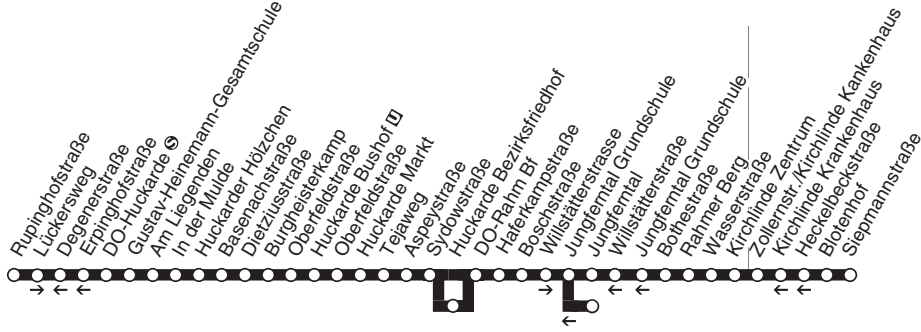 Rupinghofstraße
Lückersweg
Degenerstraße
Erpinghofstraße
DO-Huckarde S
Gustav-Heinemann-Gesamtschule
Am Liegenden
In der Mulde
Huckarder Hölzchen
Basenachstraße
Dietziusstraße
Burgheisterkamp
Oberfeldstraße
Huckarde Bushof U
Oberfeldstraße
Huckarde Markt
Tejaweg
Aspeystraße
Sydowstraße
Huckarde Bezirksfriedhof
DO-Rahm Bf
Haferkampstraße
Boschstraße
Willstätterstrasse
Jungferntal Grundschule
Jungferntal
Willstätterstraße
Jungferntal Grundschule
Bothestraße
Rahmer Berg
Wasserstraße
Kirchlinde Zentrum
Zollernstr./Kirchlinde Kankenhaus
Kirchlinde Krankenhaus
Heckelbeckstraße
Blotenhof
Siepmannstraße